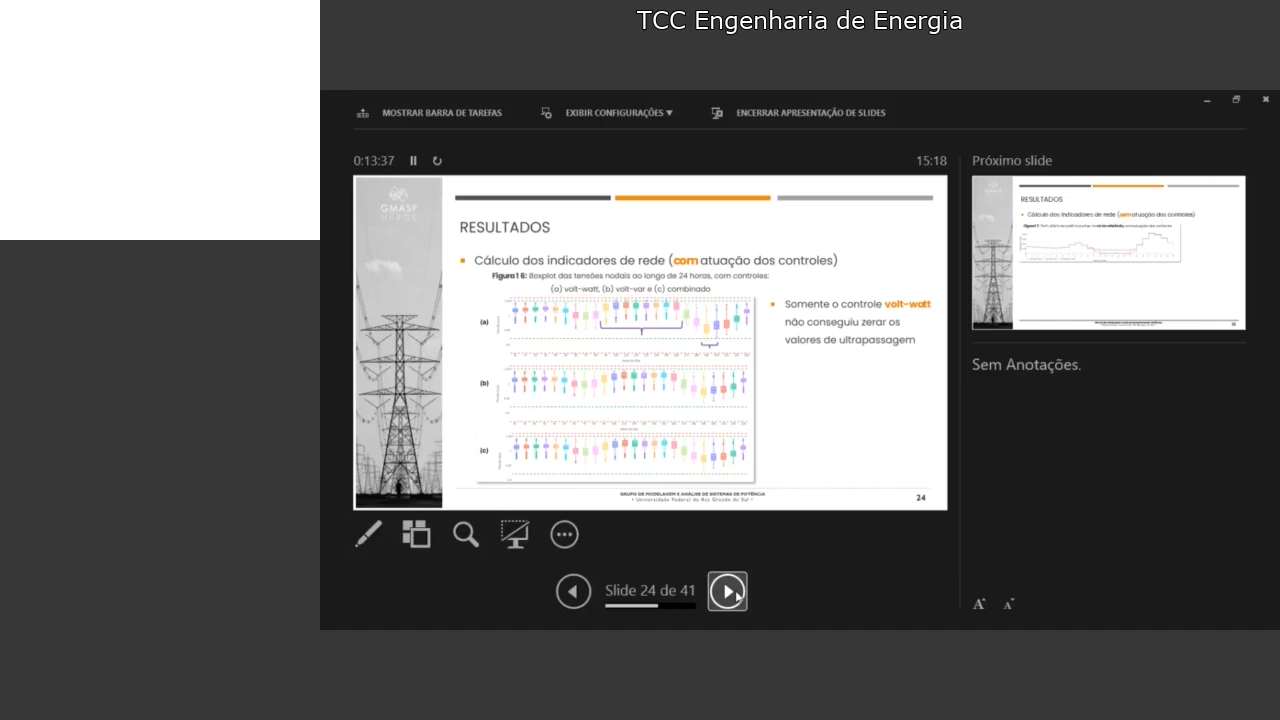 TCC Engenharia de Energia
MOSTRAR BARRA DE TAREFAS
EXIBIR CONFIGURAÇÕES ▼
ENCERRAR APRESENTAÇÃO DE SLIDES
0:13:37
15:18
Próximo slide
GMASP
UFRGS
RESULTADOS
Cálculo dos indicadores de rede (com atuação dos controles)
Figura 16: Boxplot das tensões nodais ao longo de 24 horas, com controles:
(a) volt-watt, (b) volt-var e (c) combinado
(a)
(b)
(c)
Somente o controle volt-watt
não conseguiu zerar os
valores de ultrapassagem
GRUPO DE MODELAGEM E ANÁLISE DE SISTEMAS DE POTÊNCIA
• Universidade Federal do Rio Grande do Sul •
24
RESULTADOS
Cálculo dos indicadores de rede (com atuação dos controles)
Sem Anotações.
Slide 24 de 41
A A